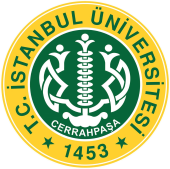 T.C. İSTANBUL ÜNİVERSİTESİ
CERRAHPAŞA
★ 1453 ★